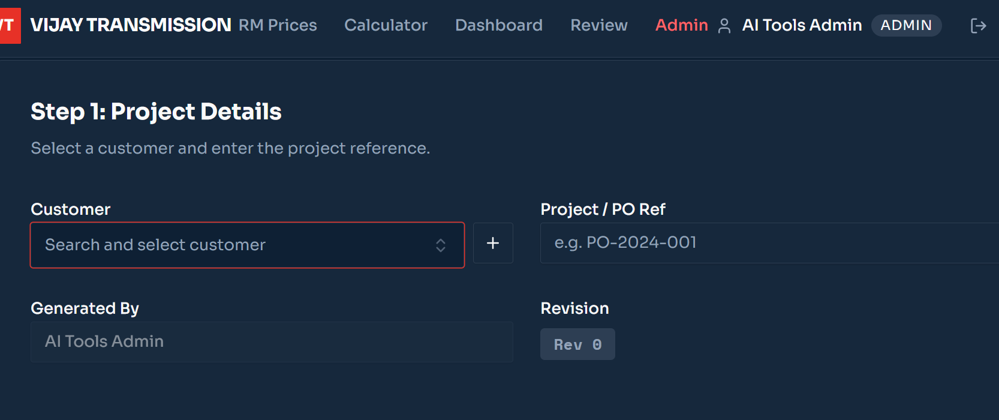 VT VIJAY TRANSMISSION RM Prices Calculator Dashboard Review Admin AI Tools Admin ADMIN
Step 1: Project Details
Select a customer and enter the project reference.
Customer Project / PO Ref
Search and select customer + e.g. PO-2024-001
Generated By Revision
AI Tools Admin Rev 0